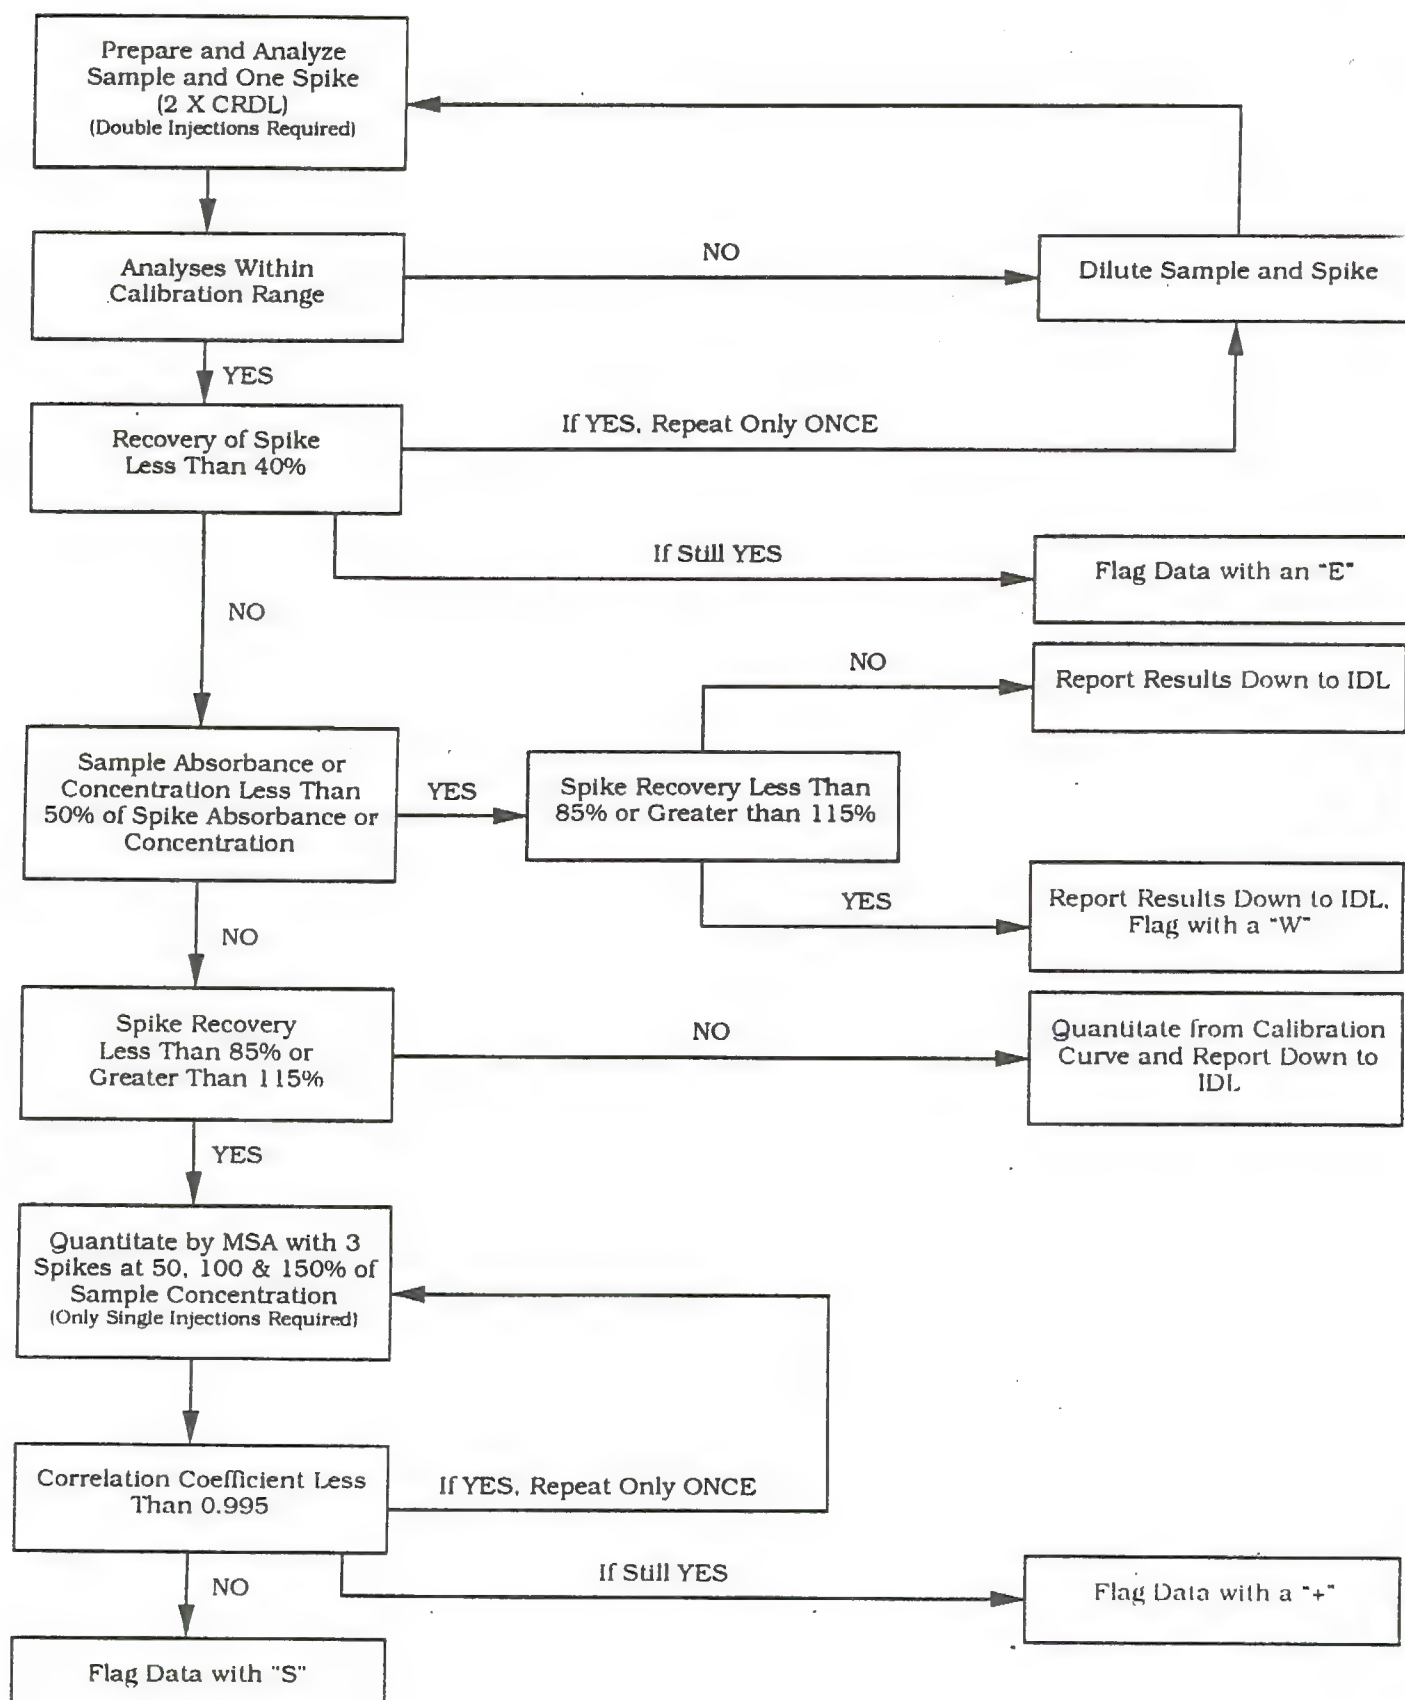 Prepare and Analyze
Sample and One Spike
(2 X CRDL)
(Double Injections Required)
Analyses Within
Calibration Range
NO
Dilute Sample and Spike
YES
Recovery of Spike
Less Than 40%
If YES, Repeat Only ONCE
If Still YES
Flag Data with an "E"
NO
NO
Report Results Down to IDL
Sample Absorbance or
Concentration Less Than
50% of Spike Absorbance or
Concentration
YES
Spike Recovery Less Than
85% or Greater than 115%
YES
Report Results Down to IDL,
Flag with a "W"
NO
Spike Recovery
Less Than 85% or
Greater Than 115%
NO
Quantitate from Calibration
Curve and Report Down to
IDL
YES
Quantitate by MSA with 3
Spikes at 50, 100 & 150% of
Sample Concentration
(Only Single Injections Required)
Correlation Coefficient Less
Than 0.995
If YES, Repeat Only ONCE
If Still YES
Flag Data with a "+"
NO
Flag Data with "S"